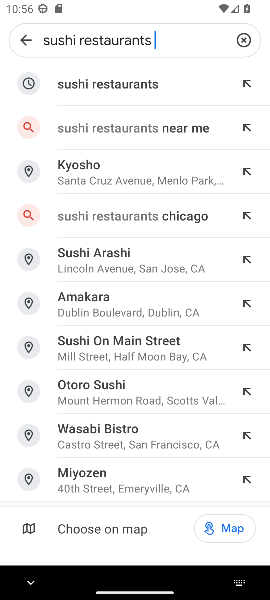 10:56
sushi restaurants
sushi restaurants
sushi restaurants near me
Kyosho
Santa Cruz Avenue, Menlo Park,...
sushi restaurants chicago
Sushi Arashi
Lincoln Avenue, San Jose, CA
Amakara
Dublin Boulevard, Dublin, CA
Sushi On Main Street
Mill Street, Half Moon Bay, CA
Otoro Sushi
Mount Hermon Road, Scotts Val...
Wasabi Bistro
Castro Street, San Francisco, CA
Miyozen
40th Street, Emeryville, CA
Choose on map
Map